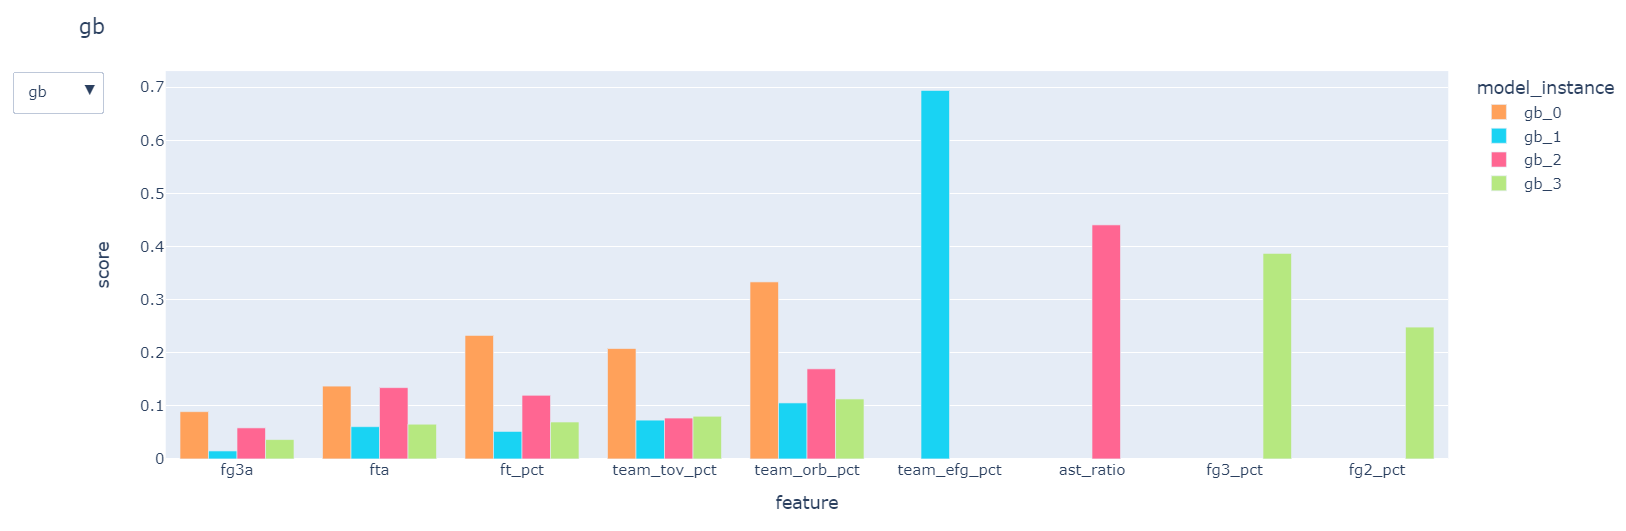 gb
gb ▼
0.7
0.6
0.5
0.4
0.3
0.2
0.1
0
score
fg3a fta ft_pct team_tov_pct team_orb_pct team_efg_pct ast_ratio fg3_pct fg2_pct
feature
model_instance
gb_0
gb_1
gb_2
gb_3